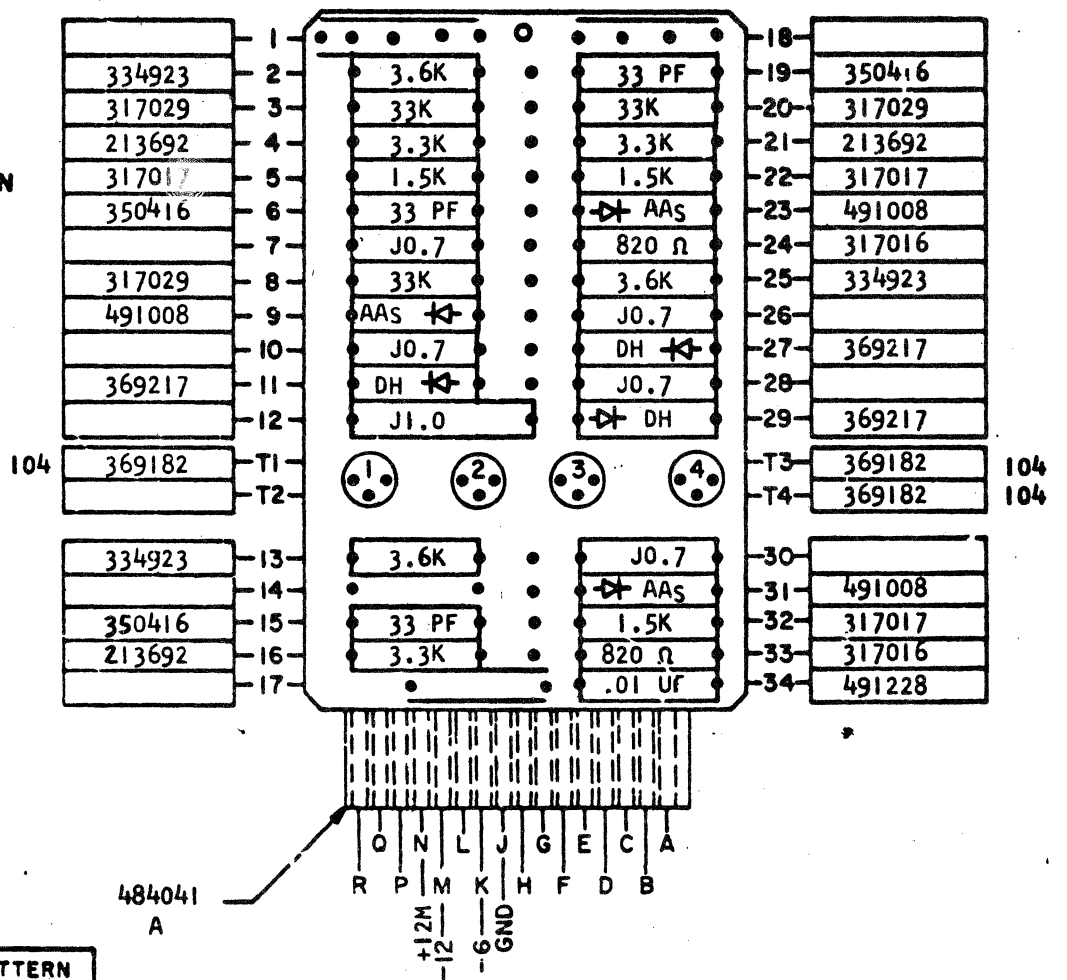 1 18
334923 2 3.6K 33 PF 19 350416
317029 3 33K 33K 20 317029
213692 4 3.3K 3.3K 21 213692
N 317017 5 1.5K 1.5K 22 317017
350416 6 33 PF AAS 23 491008
7 J0.7 820 Ω 24 317016
317029 8 33K 3.6K 25 334923
491008 9 AAS J0.7 26
10 J0.7 DH 27 369217
369217 11 DH J0.7 28
12 J1.0 DH 29 369217
104 369182 T1 1 2 3 4 T3 369182 104
T2 T4 369182 104
334923 13 3.6K J0.7 30
14 AAS 31 491008
350416 15 33 PF 1.5K 32 317017
213692 16 3.3K 820 Ω 33 317016
17 .01 UF 34 491228
Q N L J G E C A
R P M K H F D B
484041
A
+12M
-12
-6
GND
TTERN